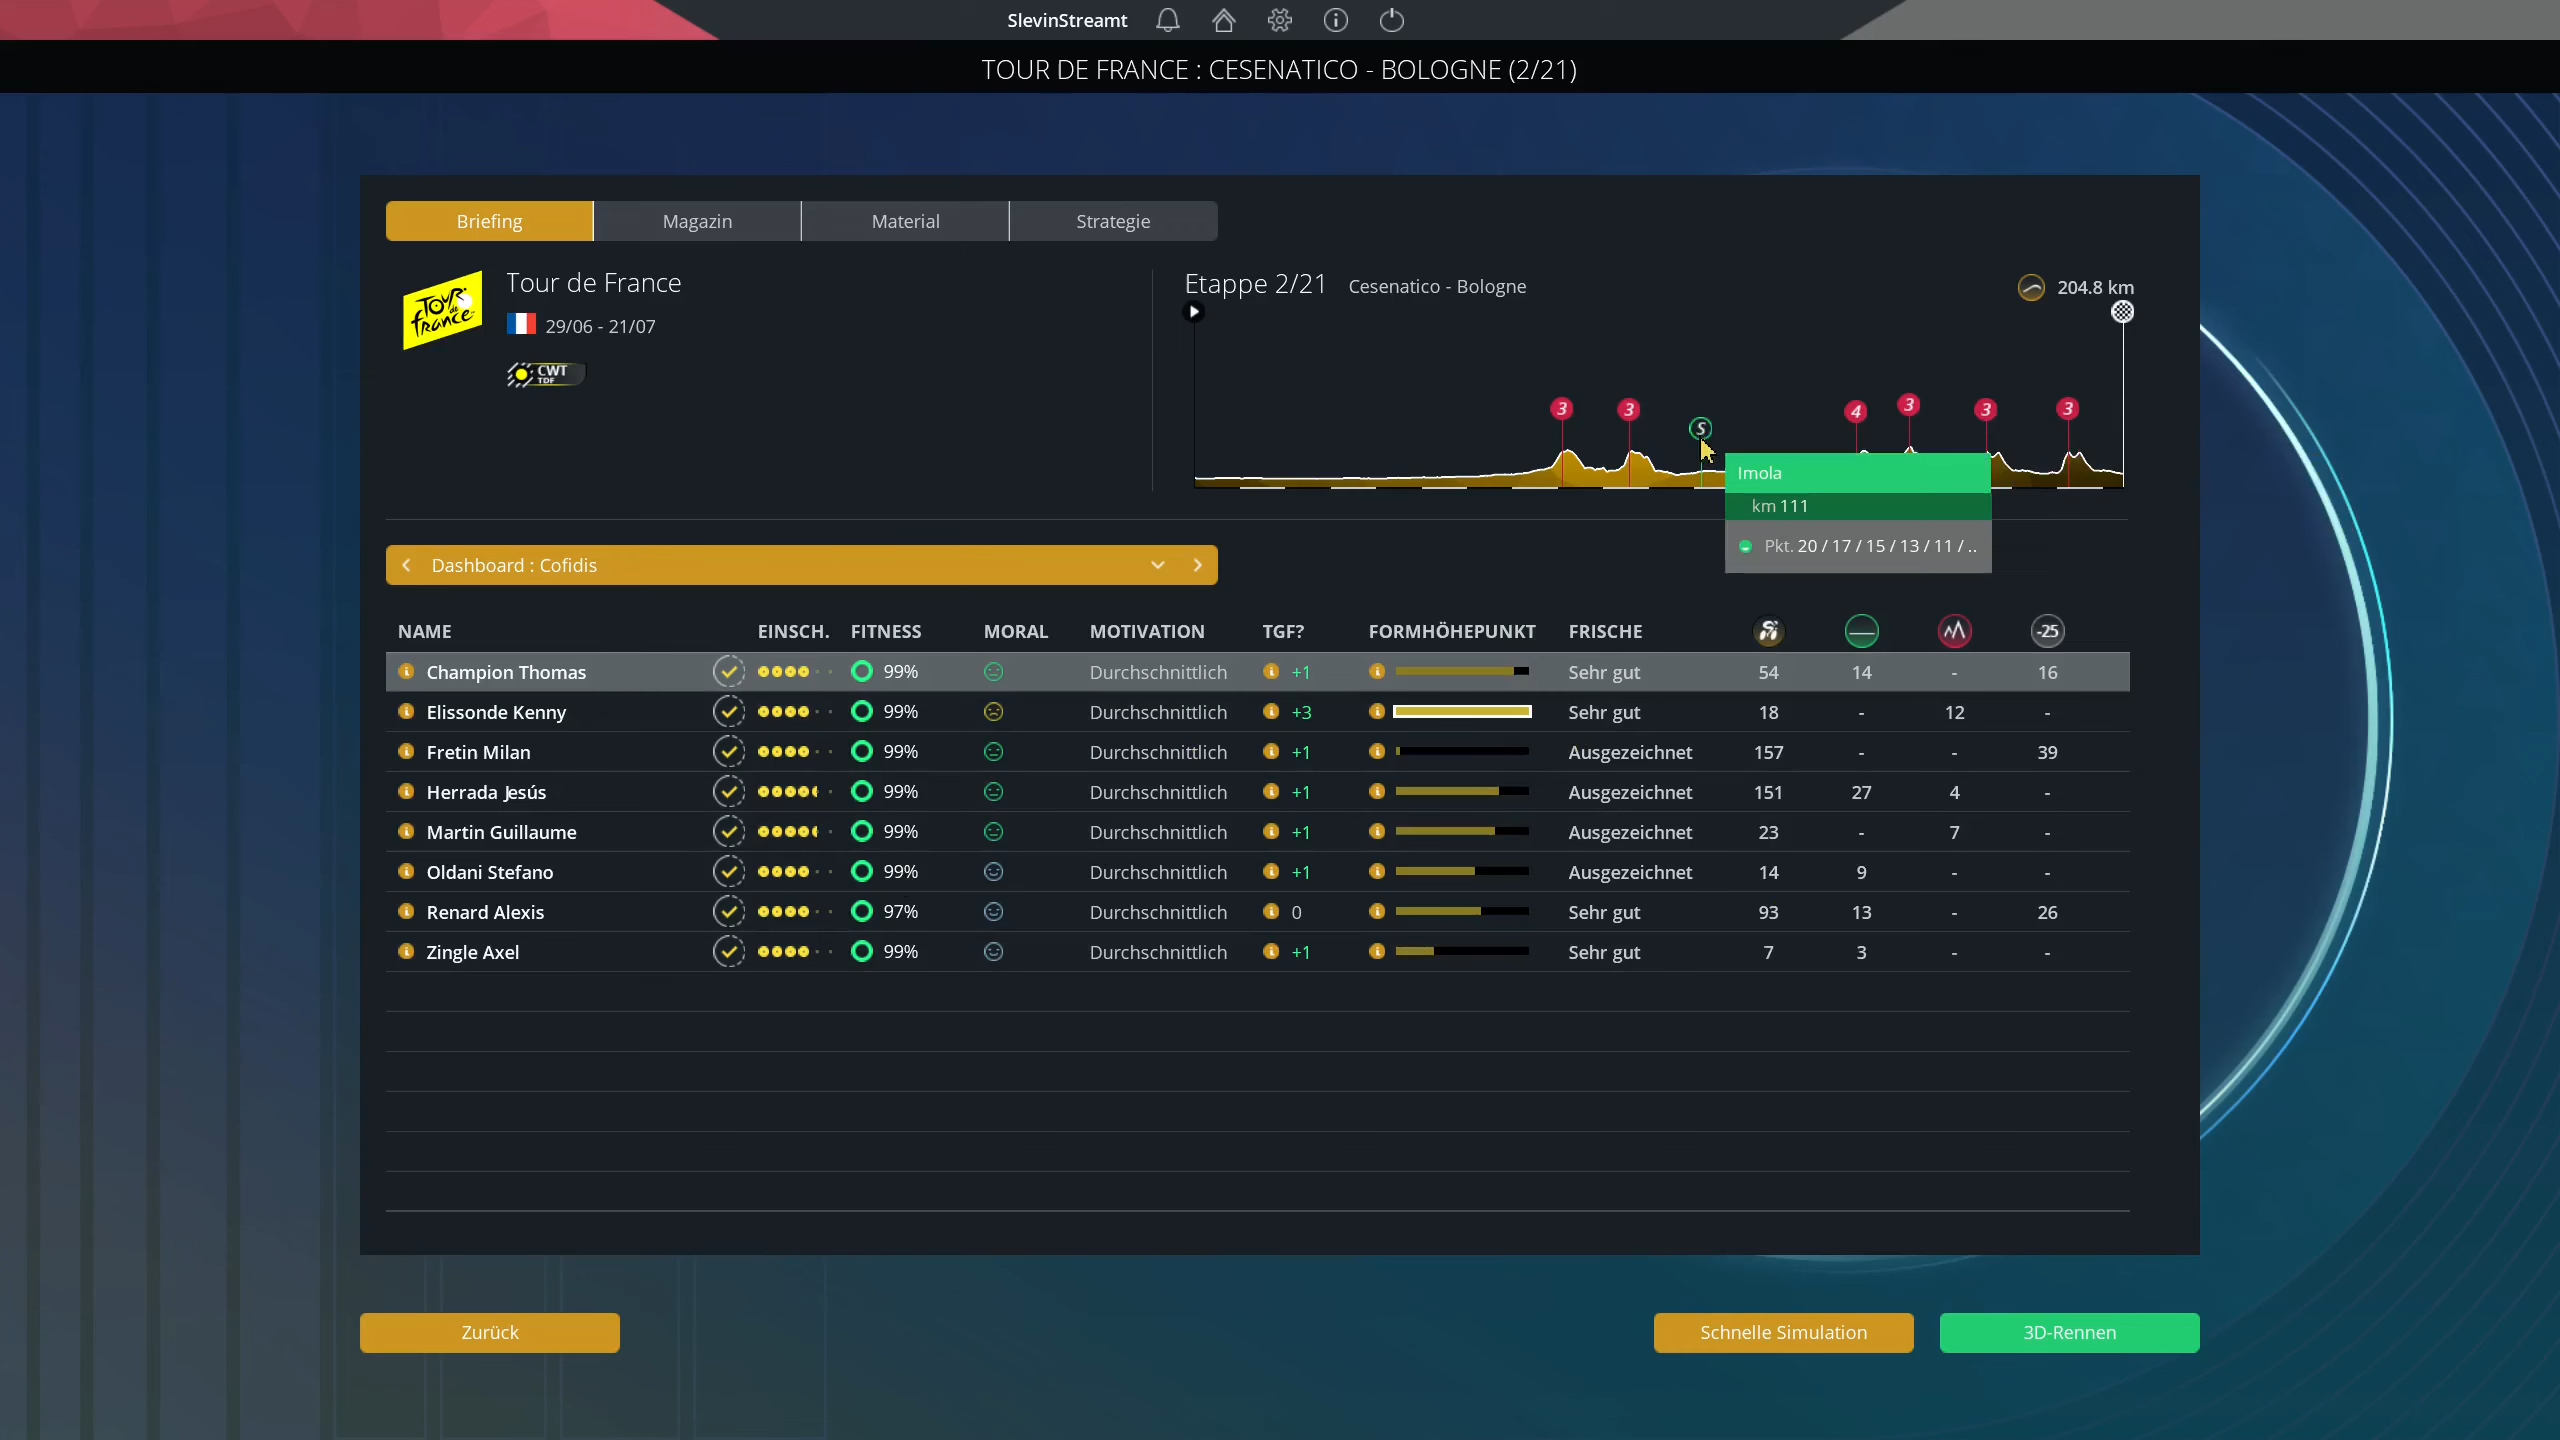 SlevinStreamt
TOUR DE FRANCE : CESENATICO - BOLOGNE (2/21)
Briefing
Magazin
Material
Strategie
TOUR de france
Tour de France
29/06 - 21/07
CWT
TDF
Etappe 2/21 Cesenatico - Bologne
204.8 km
3
3
S
4
3
3
3
Imola
km 111
Pkt. 20 / 17 / 15 / 13 / 11 / ..
Dashboard : Cofidis
NAME EINSCH. FITNESS MORAL MOTIVATION TGF? FORMHÖHEPUNKT FRISCHE -25
Champion Thomas 99% Durchschnittlich +1 Sehr gut 54 14 - 16
Elissonde Kenny 99% Durchschnittlich +3 Sehr gut 18 - 12 -
Fretin Milan 99% Durchschnittlich +1 Ausgezeichnet 157 - - 39
Herrada Jesús 99% Durchschnittlich +1 Ausgezeichnet 151 27 4 -
Martin Guillaume 99% Durchschnittlich +1 Ausgezeichnet 23 - 7 -
Oldani Stefano 99% Durchschnittlich +1 Ausgezeichnet 14 9 - -
Renard Alexis 97% Durchschnittlich 0 Sehr gut 93 13 - 26
Zingle Axel 99% Durchschnittlich +1 Sehr gut 7 3 - -
Zurück
Schnelle Simulation
3D-Rennen